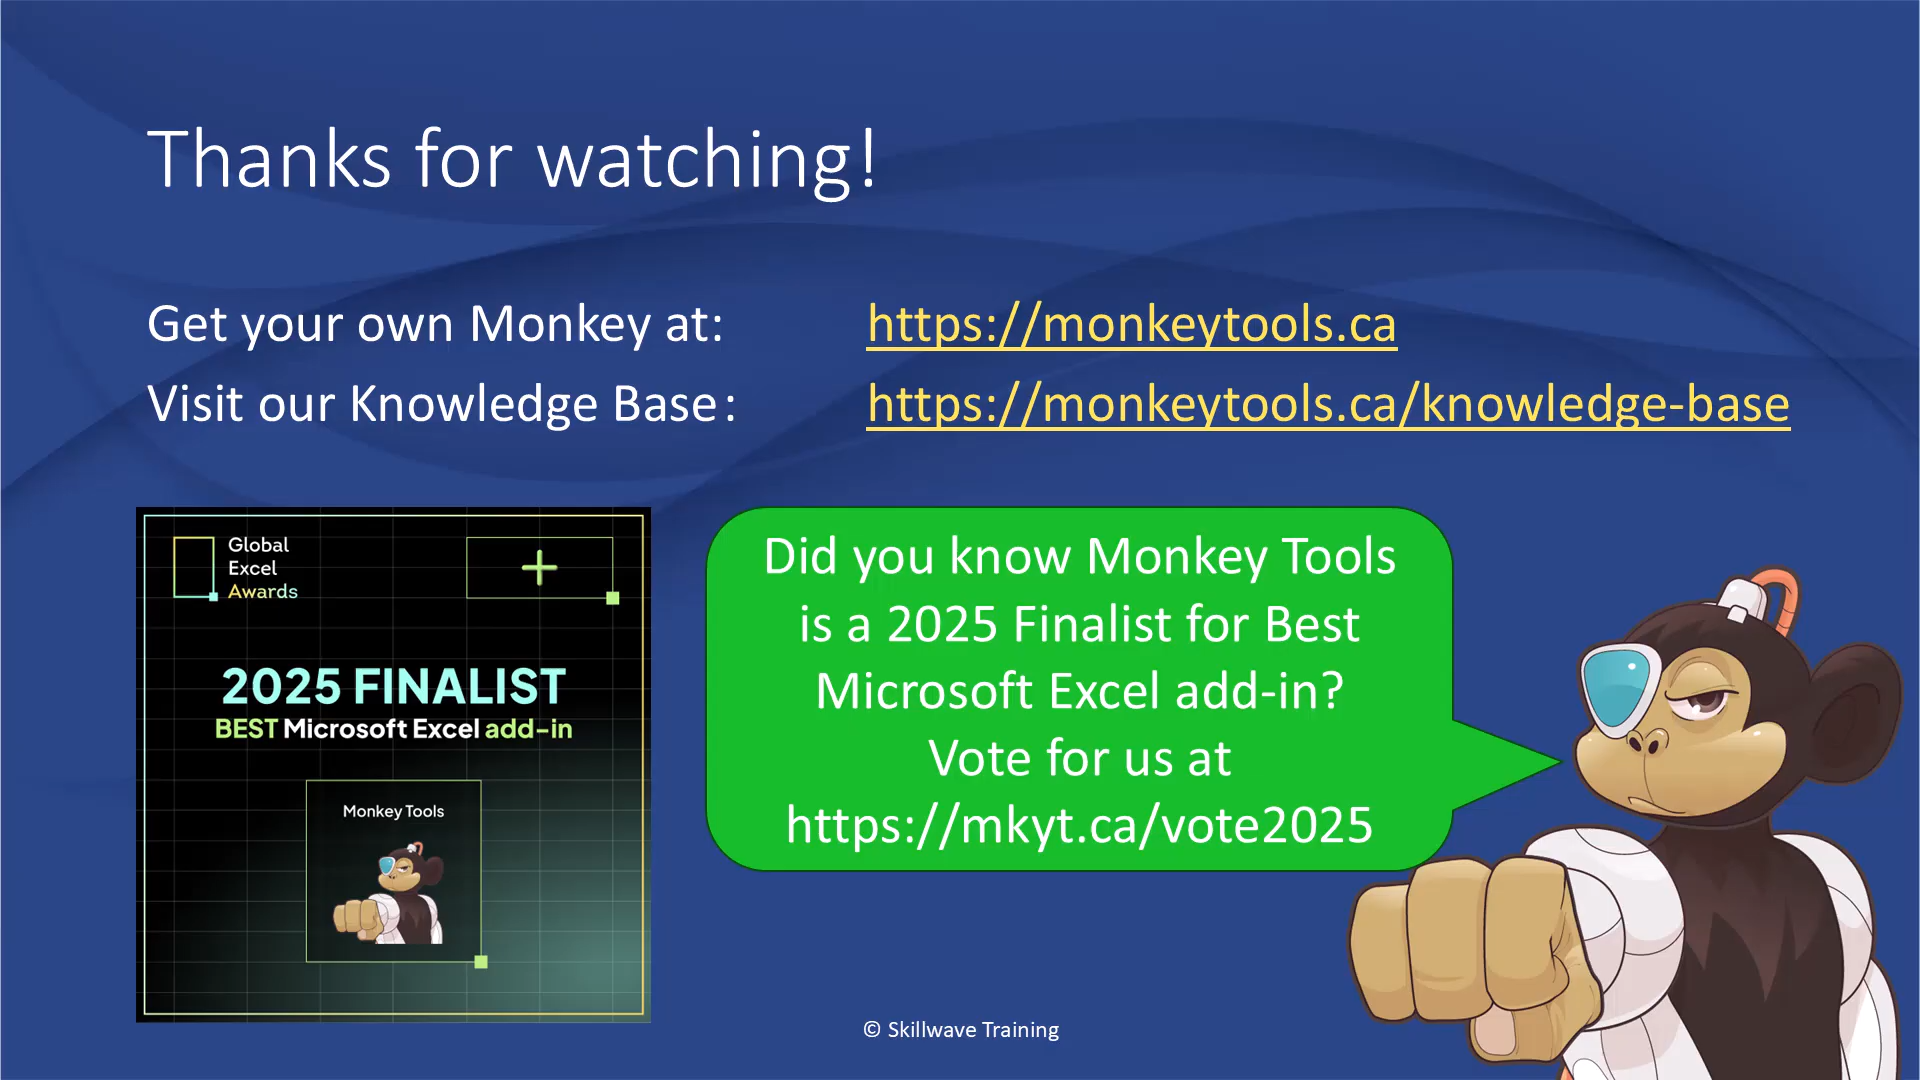 Thanks for watching!
Get your own Monkey at: https://monkeytools.ca
Visit our Knowledge Base: https://monkeytools.ca/knowledge-base
Global
Excel
Awards
2025 FINALIST
BEST Microsoft Excel add-in
Monkey Tools
Did you know Monkey Tools
is a 2025 Finalist for Best
Microsoft Excel add-in?
Vote for us at
https://mkyt.ca/vote2025
© Skillwave Training